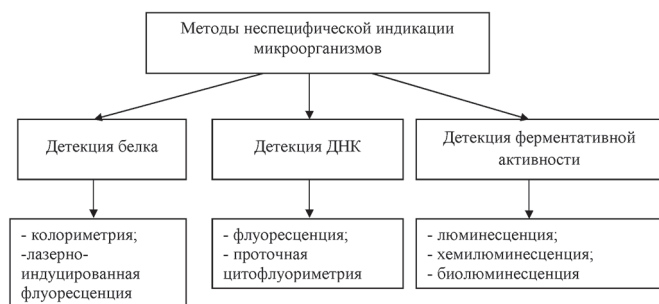 Методы неспецифической индикации
микроорганизмов
Детекция белка
Детекция ДНК
Детекция ферментативной
активности
- колориметрия;
-лазерно-
индуцированная
флуоресценция
- флуоресценция;
- проточная
цитофлуориметрия
- люминесценция;
- хемилюминесценция;
- биолюминесценция